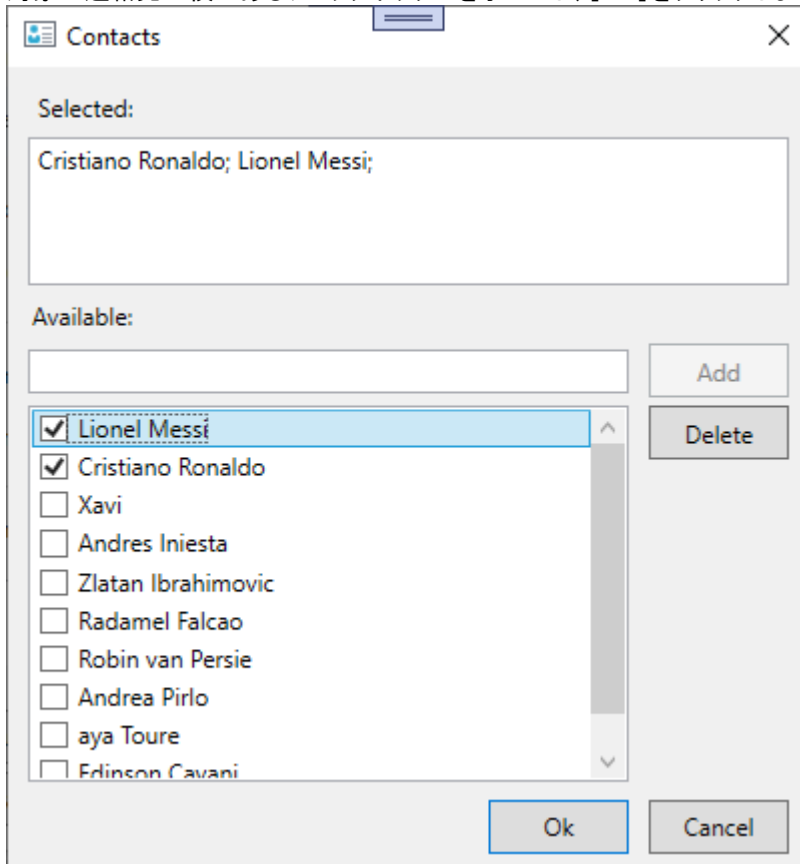 Contacts
Selected:
Cristiano Ronaldo; Lionel Messi;
Available:
Add
Lionel Messi
Delete
Cristiano Ronaldo
Xavi
Andres Iniesta
Zlatan Ibrahimovic
Radamel Falcao
Robin van Persie
Andrea Pirlo
aya Toure
Edinson Cavani
Ok
Cancel